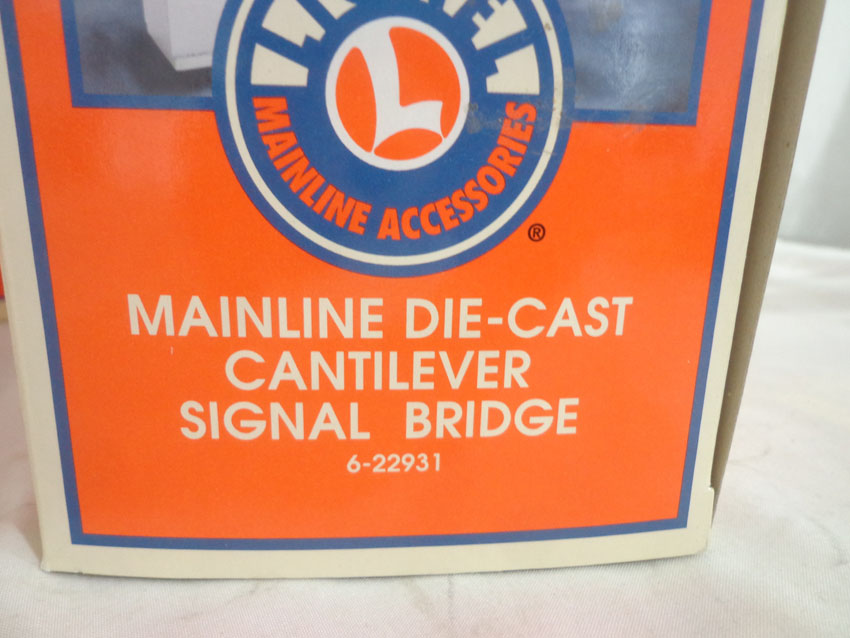 L
MAINLINE ACCESSORIES
®
MAINLINE DIE-CAST
CANTILEVER
SIGNAL BRIDGE
6-22931